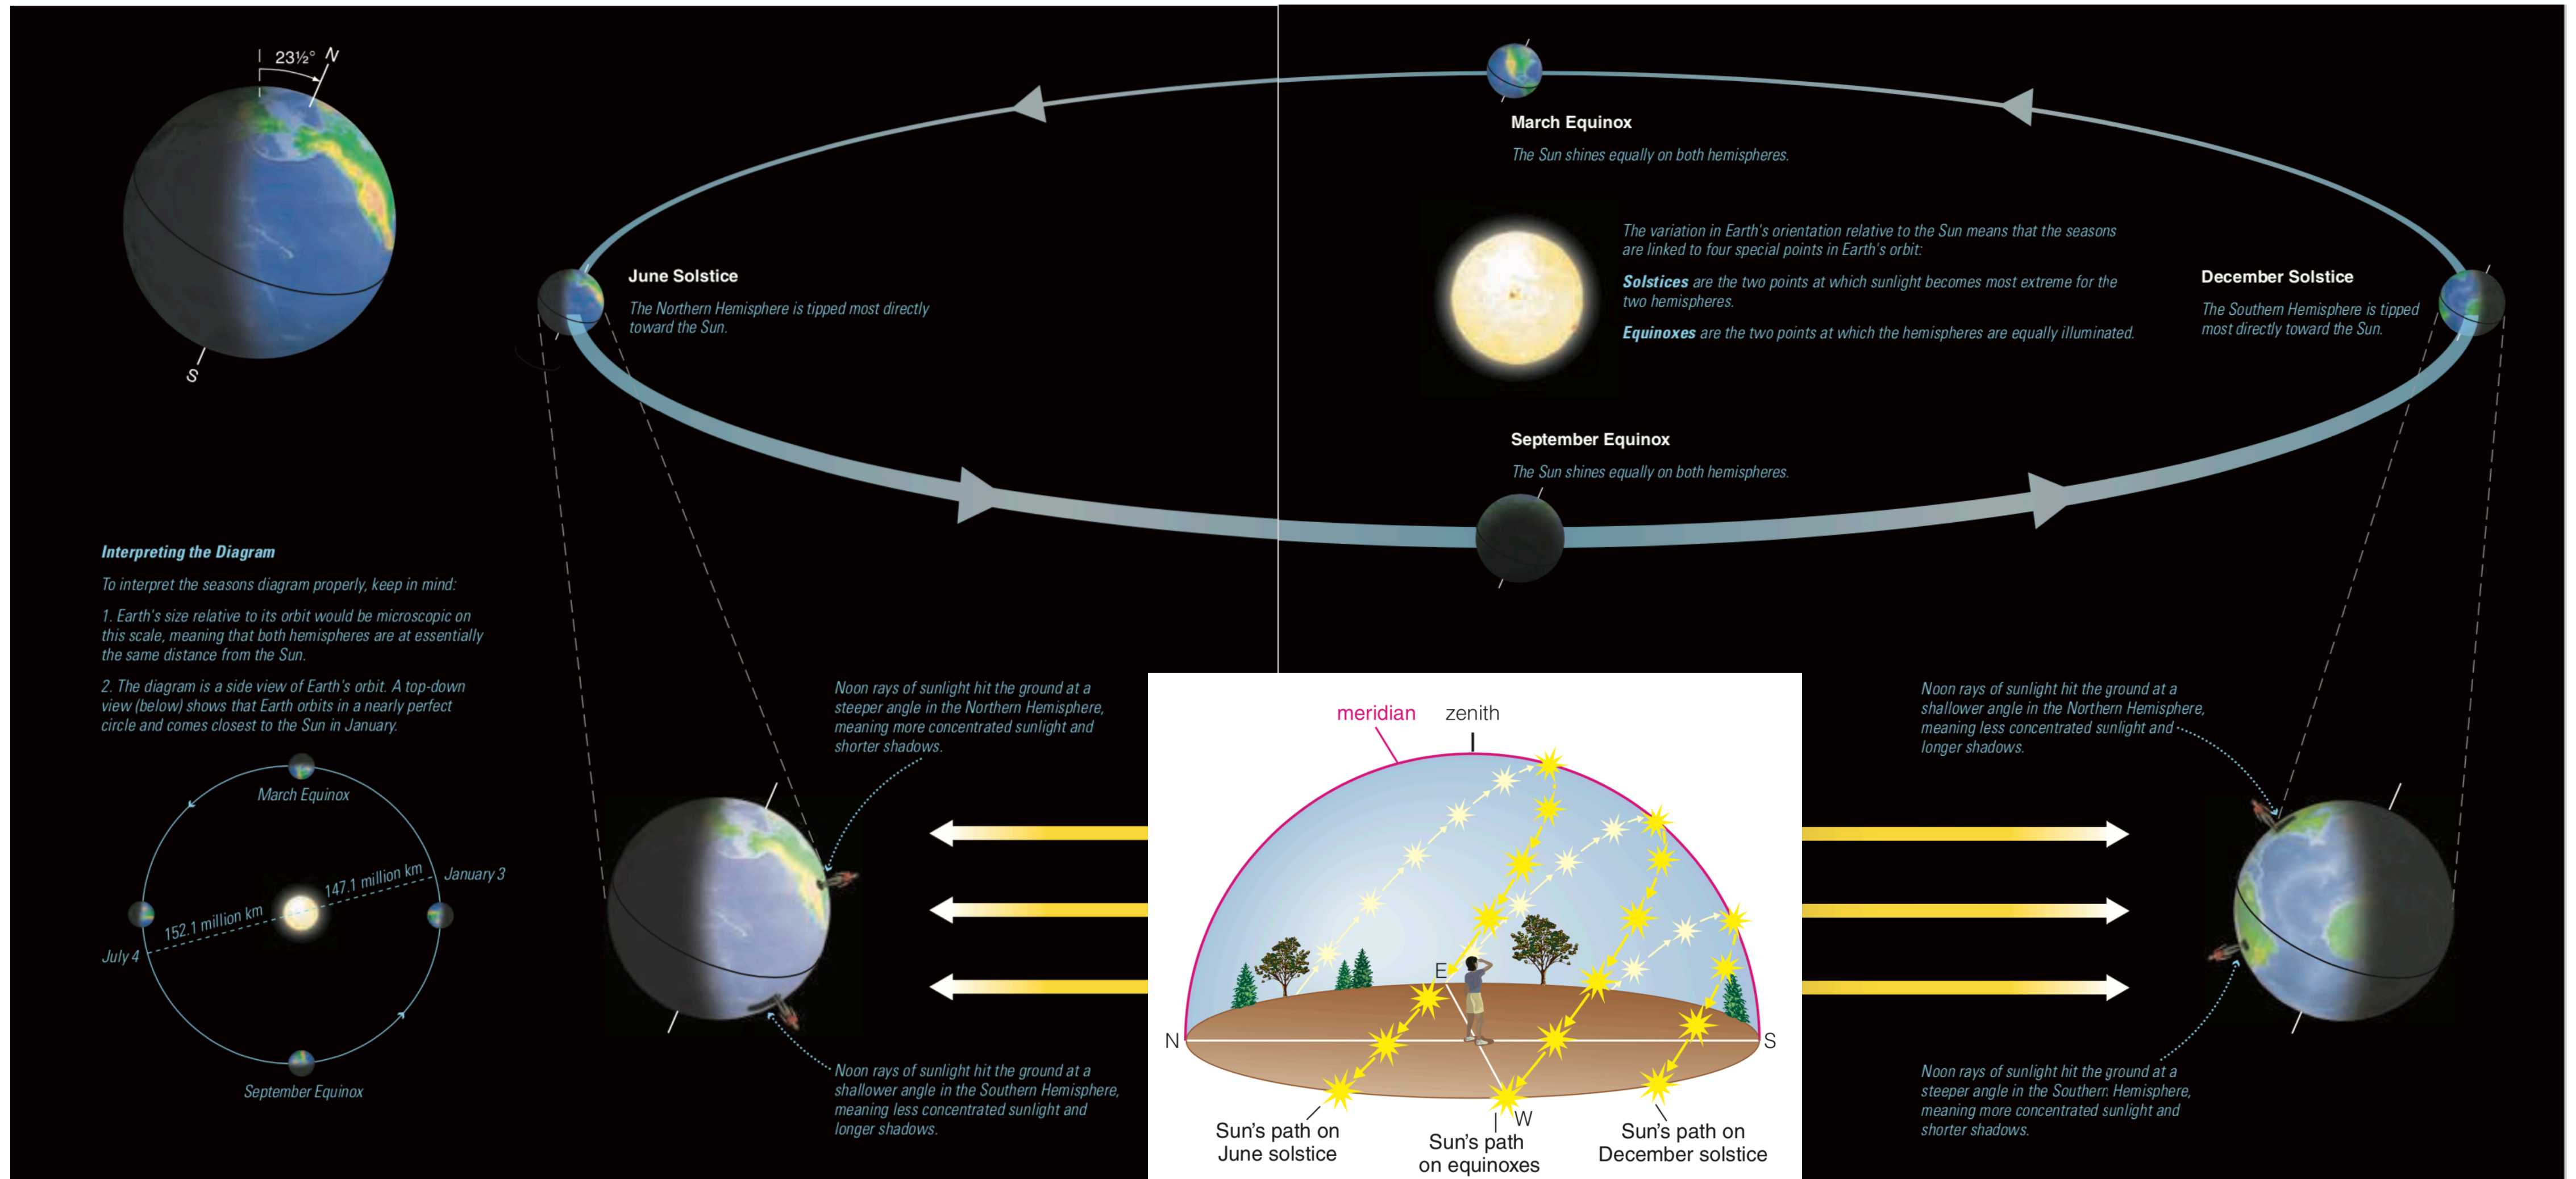 23½°
N
S
March Equinox
The Sun shines equally on both hemispheres.
The variation in Earth's orientation relative to the Sun means that the seasons
are linked to four special points in Earth's orbit:
Solstices are the two points at which sunlight becomes most extreme for the
two hemispheres.
Equinoxes are the two points at which the hemispheres are equally illuminated.
June Solstice
The Northern Hemisphere is tipped most directly
toward the Sun.
December Solstice
The Southern Hemisphere is tipped
most directly toward the Sun.
September Equinox
The Sun shines equally on both hemispheres.
Interpreting the Diagram
To interpret the seasons diagram properly, keep in mind:
1. Earth's size relative to its orbit would be microscopic on
this scale, meaning that both hemispheres are at essentially
the same distance from the Sun.
2. The diagram is a side view of Earth's orbit. A top-down
view (below) shows that Earth orbits in a nearly perfect
circle and comes closest to the Sun in January.
March Equinox
147.1 million km
January 3
152.1 million km
July 4
September Equinox
Noon rays of sunlight hit the ground at a
steeper angle in the Northern Hemisphere,
meaning more concentrated sunlight and
shorter shadows.
Noon rays of sunlight hit the ground at a
shallower angle in the Southern Hemisphere,
meaning less concentrated sunlight and
longer shadows.
meridian
zenith
E
N
S
W
Sun's path on
June solstice
Sun's path
on equinoxes
Sun's path on
December solstice
Noon rays of sunlight hit the ground at a
shallower angle in the Northern Hemisphere,
meaning less concentrated sunlight and
longer shadows.
Noon rays of sunlight hit the ground at a
steeper angle in the Southern Hemisphere,
meaning more concentrated sunlight and
shorter shadows.